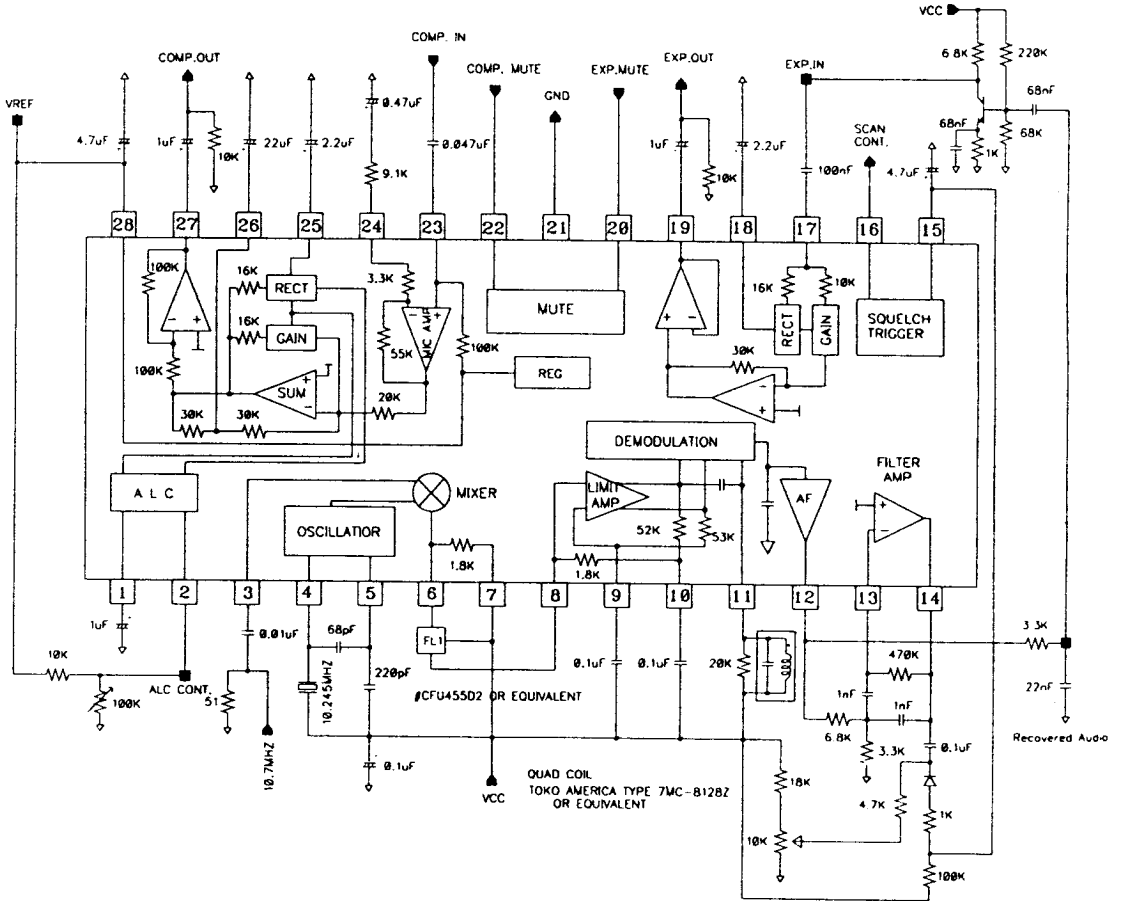 VCC
6.8K
220K
COMP. IN
COMP.OUT
COMP. MUTE
EXP.MUTE
EXP.OUT
EXP.IN
68nF
VREF
0.47uF
GND
68nF
68K
SCAN
CONT.
4.7uF
1uF
22uF
2.2uF
0.047uF
1uF
2.2uF
1K
10K
9.1K
10K
100nF
4.7uF
28
27
26
25
24
23
22
21
20
19
18
17
16
15
100K
16K
RECT
3.3K
16K
10K
16K
GAIN
MIC AMP
MUTE
RECT
GAIN
SQUELCH
TRIGGER
55K
100K
100K
SUM
REG
30K
20K
30K
30K
DEMODULATION
A L C
MIXER
LIMIT
AMP
FILTER
AMP
AF
OSCILLATIOR
52K
53K
1.8K
1.8K
1
2
3
4
5
6
7
8
9
10
11
12
13
14
1uF
0.01uF
68pF
FL1
3.3K
10K
220pF
0.1uF
0.1uF
20K
470K
ALC CONT.
10.245MHZ
#CFU455D2 OR EQUIVALENT
22nF
100K
51
1nF
1nF
6.8K
Recovered Audio
10.7MHZ
3.3K
0.1uF
0.1uF
VCC
QUAD COIL
TOKO AMERICA TYPE 7MC-8128Z
OR EQUIVALENT
18K
4.7K
1K
10K
100K